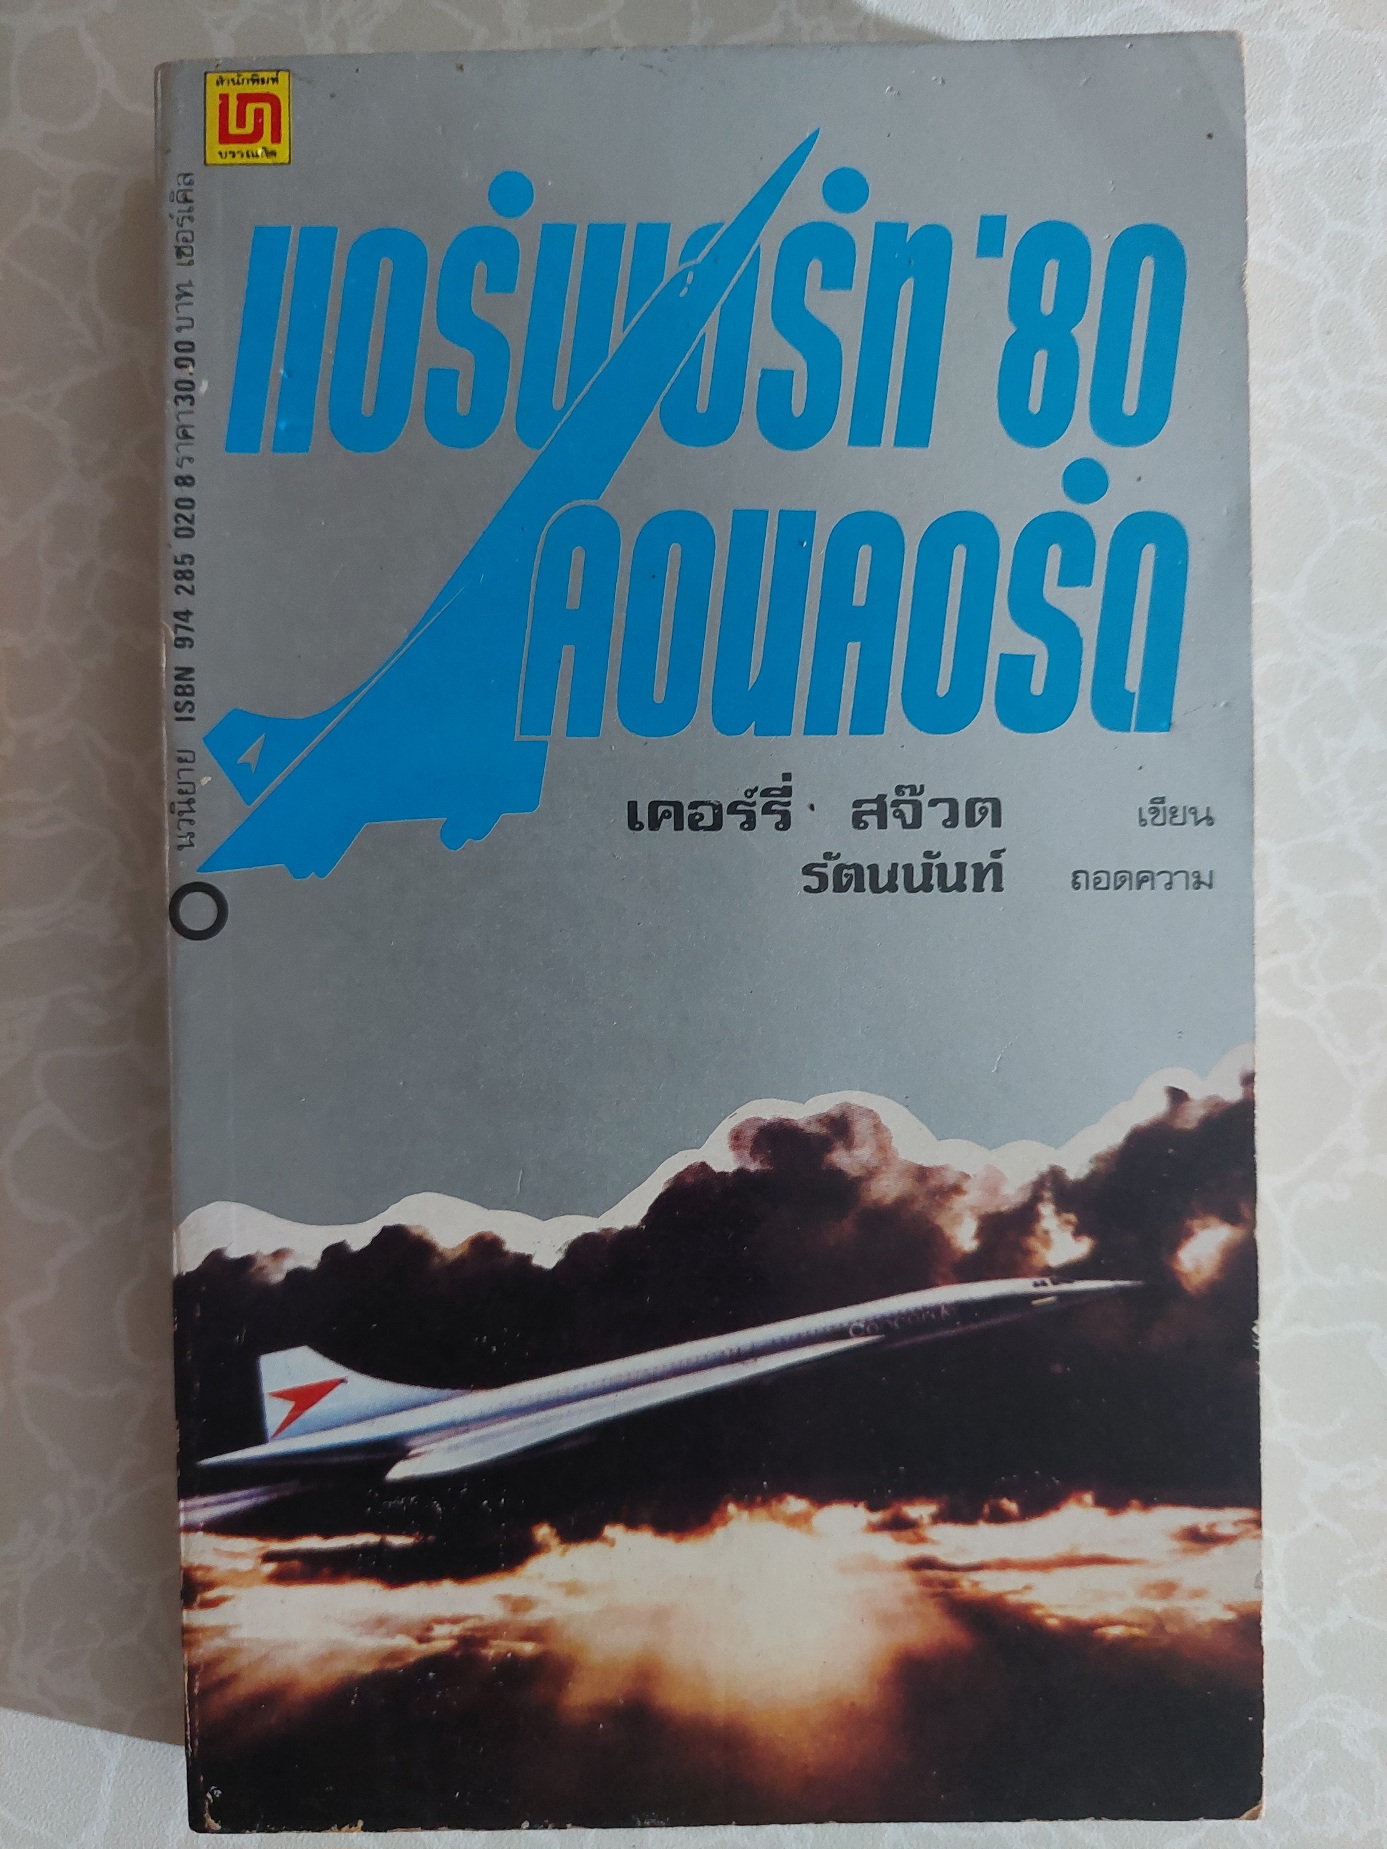 สำนักพิมพ์
บรรณกิจ
นวนิยาย ISBN 974 285 020 8 ราคา 30.00 บาท เซอร์เคิล
แอร์พอร์ท '80
คอนคอร์ด
เคอร์รี่ สจ๊วต เขียน
รัตนนันท์ ถอดความ